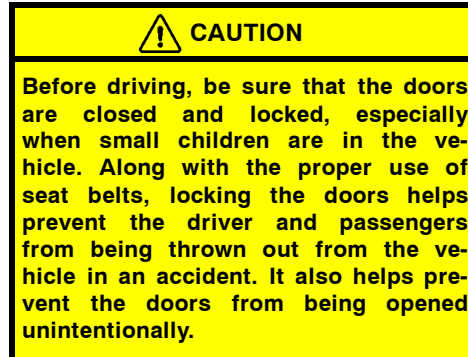 CAUTION
Before driving, be sure that the doors
are closed and locked, especially
when small children are in the ve-
hicle. Along with the proper use of
seat belts, locking the doors helps
prevent the driver and passengers
from being thrown out from the ve-
hicle in an accident. It also helps pre-
vent the doors from being opened
unintentionally.